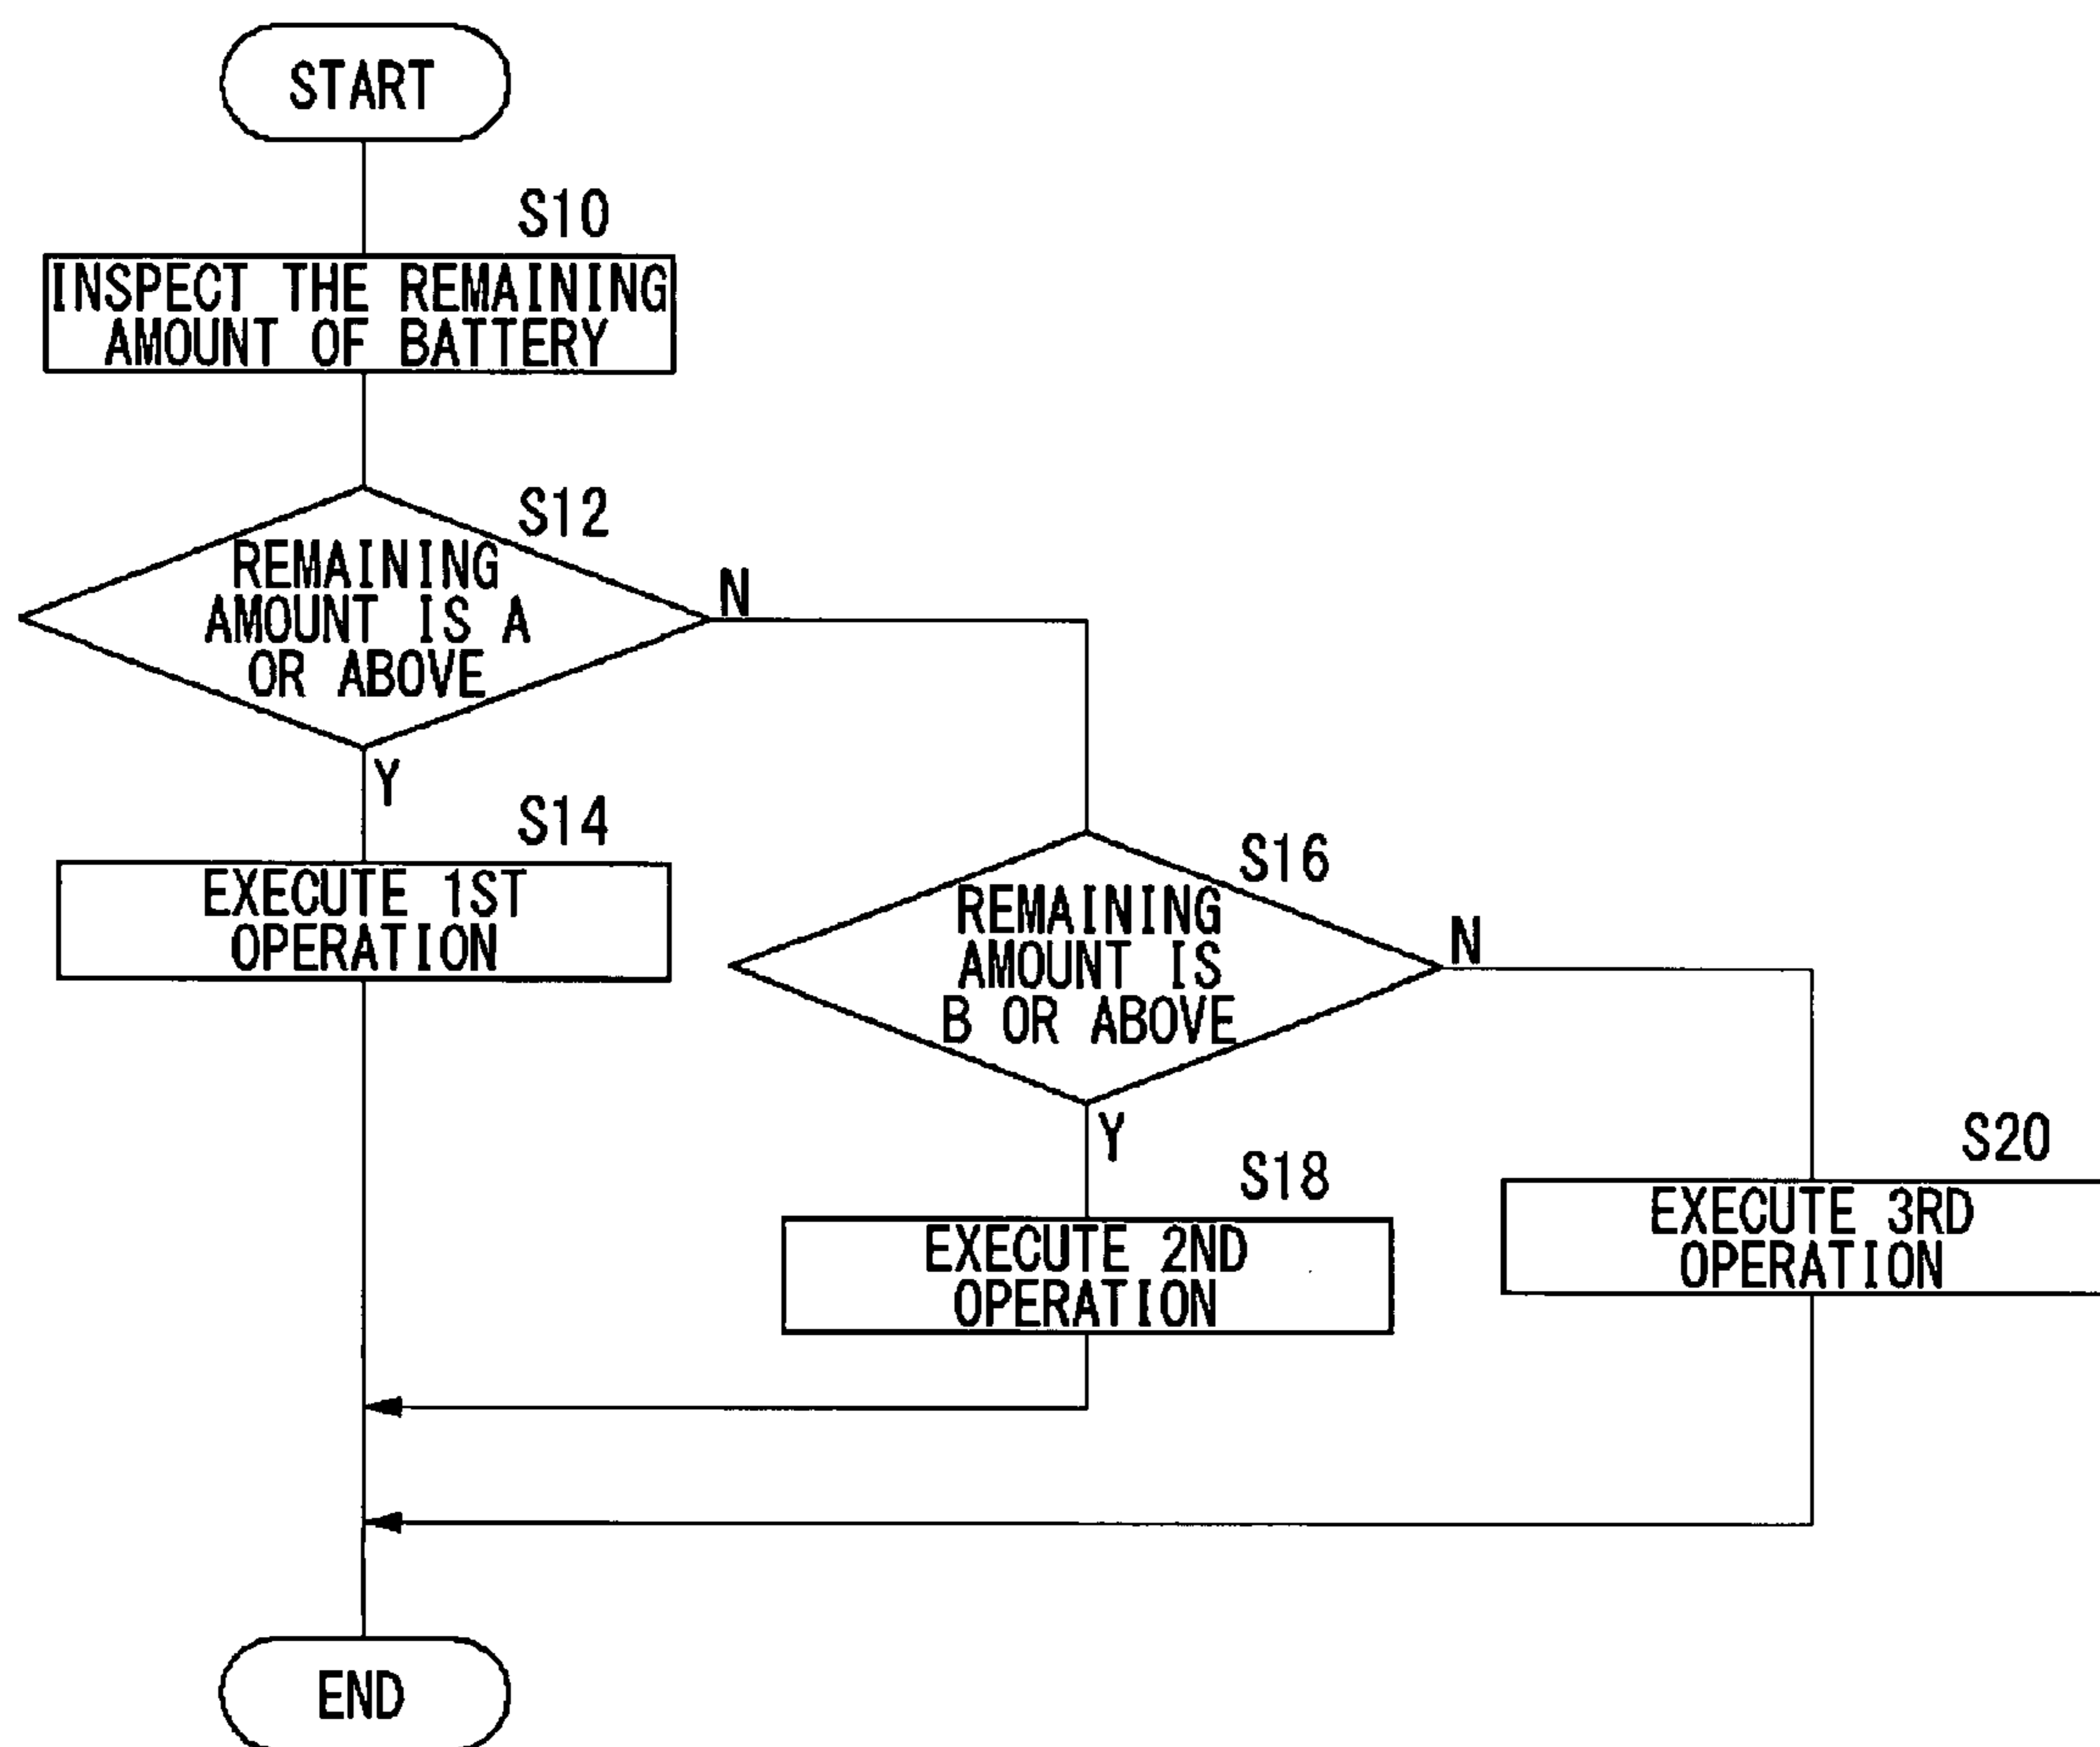 START
S10
INSPECT THE REMAINING
AMOUNT OF BATTERY
S12
REMAINING
AMOUNT IS A
OR ABOVE
N
Y
S14
EXECUTE 1ST
OPERATION
S16
REMAINING
AMOUNT IS
B OR ABOVE
N
Y
S18
EXECUTE 2ND
OPERATION
S20
EXECUTE 3RD
OPERATION
END